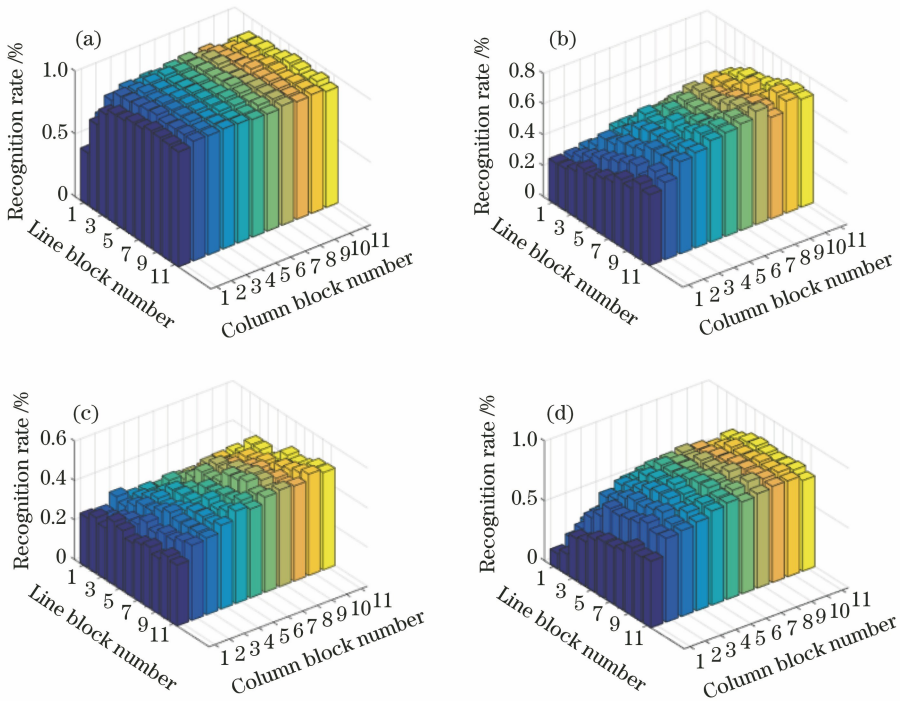 (a)
Recognition rate /%
1.0
0.5
0
1
3
5
7
9
11
Line block number
1 2 3 4 5 6 7 8 9 10 11
Column block number
(b)
Recognition rate /%
0.8
0.6
0.4
0.2
0
1
3
5
7
9
11
Line block number
1 2 3 4 5 6 7 8 9 10 11
Column block number
(c)
Recognition rate /%
0.6
0.4
0.2
0
1
3
5
7
9
11
Line block number
1 2 3 4 5 6 7 8 9 10 11
Column block number
(d)
Recognition rate /%
1.0
0.5
0
1
3
5
7
9
11
Line block number
1 2 3 4 5 6 7 8 9 10 11
Column block number